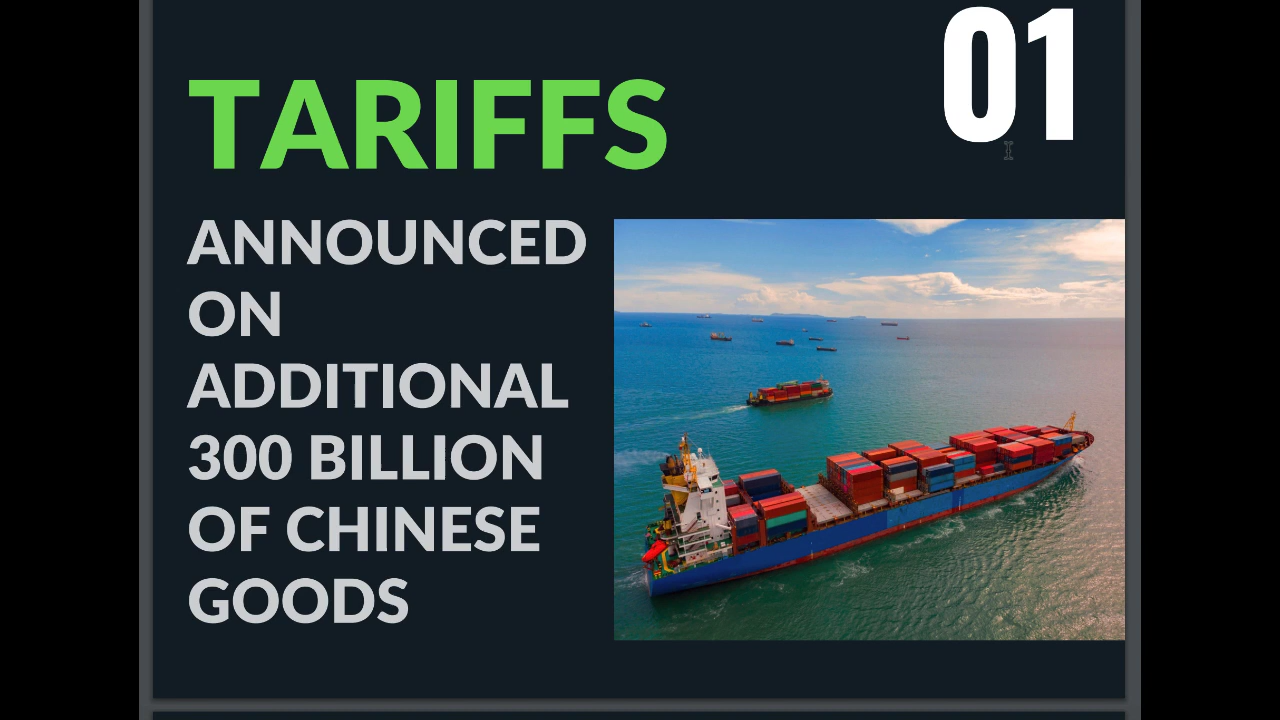 01
TARIFFS
ANNOUNCED
ON
ADDITIONAL
300 BILLION
OF CHINESE
GOODS